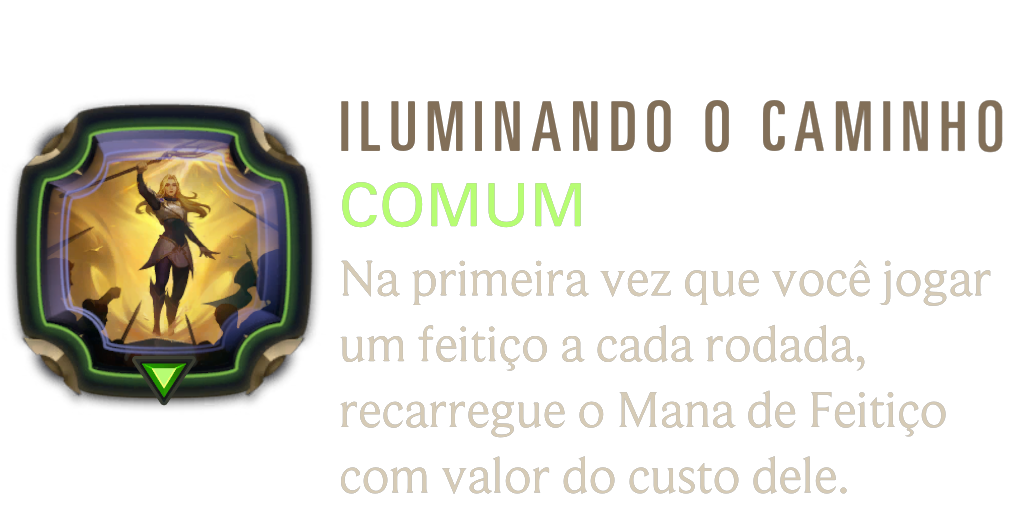 ILUMINANDO O CAMINHO
COMUM
Na primeira vez que você jogar
um feitiço a cada rodada,
recarregue o Mana de Feitiço
com valor do custo dele.